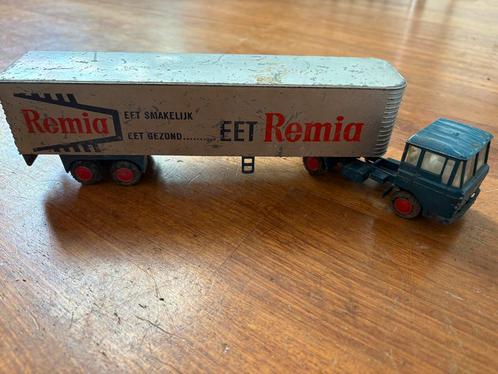 Remia
EET SMAKELIJK
EET GEZOND........ EET Remia